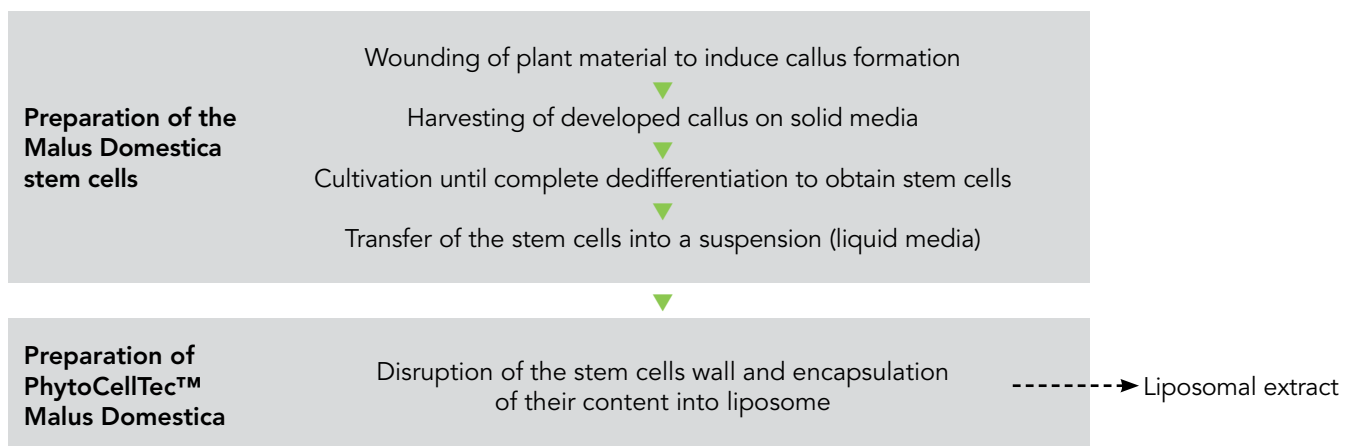 Wounding of plant material to induce callus formation
Preparation of the
Malus Domestica
stem cells
Harvesting of developed callus on solid media
Cultivation until complete dedifferentiation to obtain stem cells
Transfer of the stem cells into a suspension (liquid media)
Preparation of
PhytoCellTec™
Malus Domestica
Disruption of the stem cells wall and encapsulation
of their content into liposome
Liposomal extract